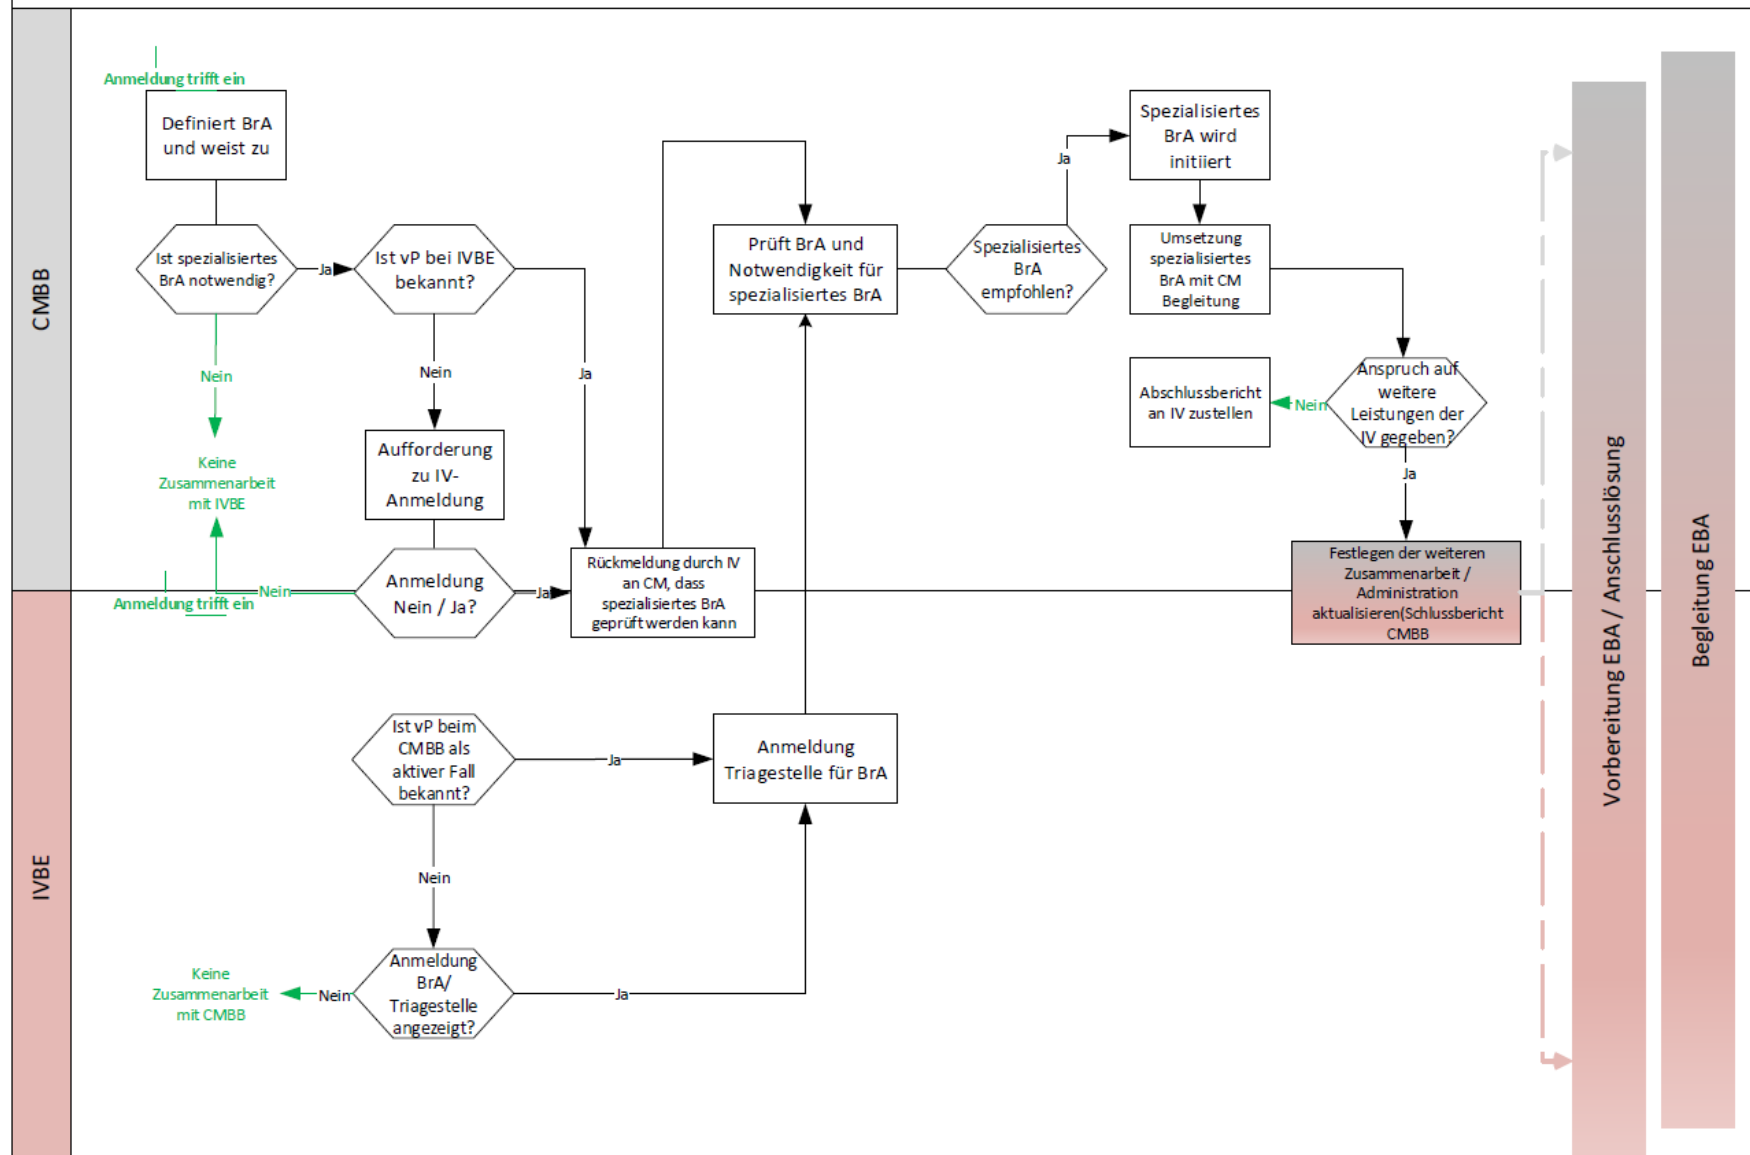 CMBB
Anmeldung trifft ein
Definiert BrA
und weist zu
Ist spezialisiertes
BrA notwendig?
Ja
Ist vP bei IVBE
bekannt?
Nein
Keine
Zusammenarbeit
mit IVBE
Nein
Aufforderung
zu IV-
Anmeldung
Ja
Anmeldung
Nein / Ja?
Nein
Ja
Rückmeldung durch IV
an CM, dass
spezialisiertes BrA
geprüft werden kann
Prüft BrA und
Notwendigkeit für
spezialisiertes BrA
Spezialisiertes
BrA
empfohlen?
Ja
Spezialisiertes
BrA wird
initiiert
Umsetzung
spezialisiertes
BrA mit CM
Begleitung
Anspruch auf
weitere
Leistungen der
IV gegeben?
Nein
Abschlussbericht
an IV zustellen
Ja
Festlegen der weiteren
Zusammenarbeit /
Administration
aktualisieren(Schlussbericht
CMBB
IVBE
Anmeldung trifft ein
Ist vP beim
CMBB als
aktiver Fall
bekannt?
Ja
Anmeldung
Triagestelle für BrA
Nein
Anmeldung
BrA/
Triagestelle
angezeigt?
Nein
Keine
Zusammenarbeit
mit CMBB
Ja
Vorbereitung EBA / Anschlusslösung
Begleitung EBA